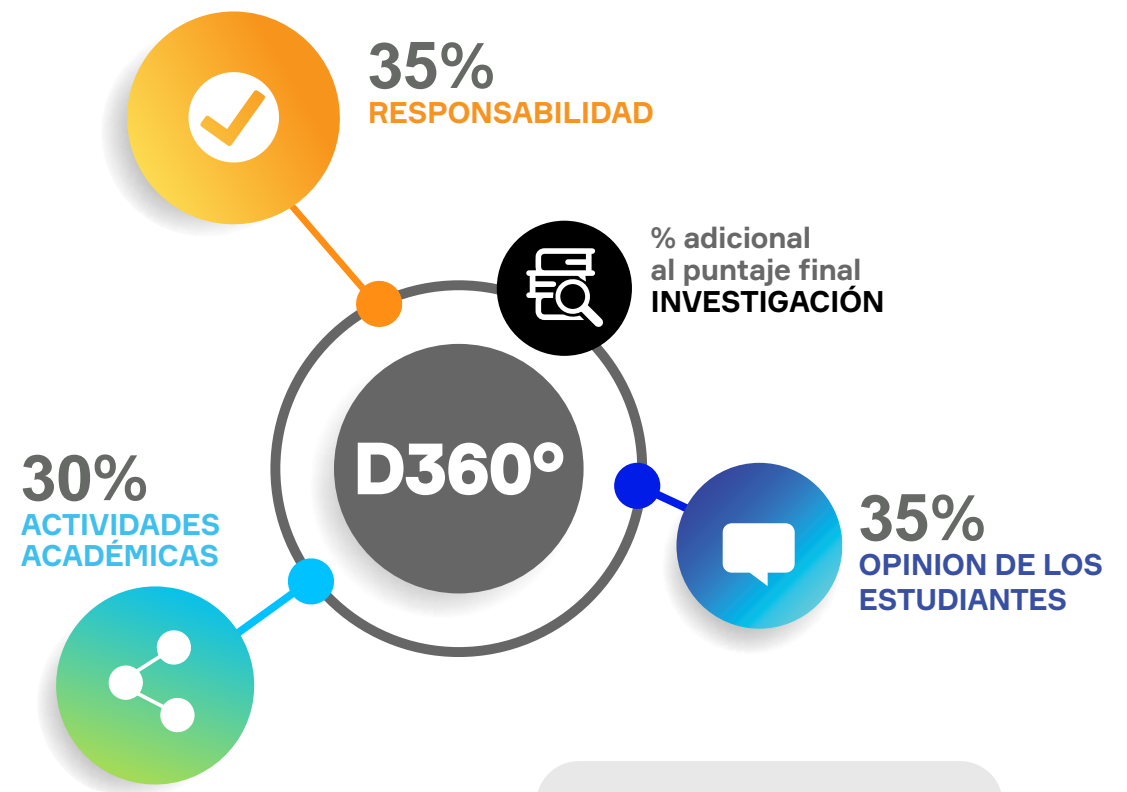 35%
RESPONSABILIDAD
% adicional
al puntaje final
INVESTIGACIÓN
D360°
30%
ACTIVIDADES
ACADÉMICAS
35%
OPINION DE LOS
ESTUDIANTES